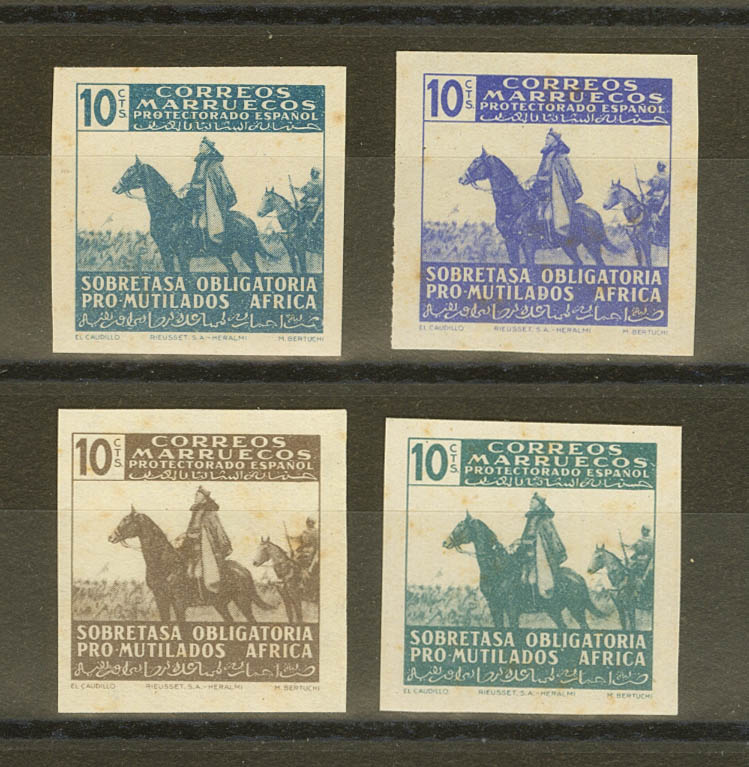 10 CTS.
CORREOS
MARRUECOS
PROTECTORADO ESPAÑOL
SOBRETASA OBLIGATORIA
PRO-MUTILADOS AFRICA
EL CAUDILLO RIEUSSET, S.A.-HERALMI M. BERTUCHI
10 CTS.
CORREOS
MARRUECOS
PROTECTORADO ESPAÑOL
SOBRETASA OBLIGATORIA
PRO-MUTILADOS AFRICA
EL CAUDILLO RIEUSSET, S.A.-HERALMI M. BERTUCHI
10 CTS.
CORREOS
MARRUECOS
PROTECTORADO ESPAÑOL
SOBRETASA OBLIGATORIA
PRO-MUTILADOS AFRICA
EL CAUDILLO RIEUSSET, S.A.-HERALMI M. BERTUCHI
10 CTS.
CORREOS
MARRUECOS
PROTECTORADO ESPAÑOL
SOBRETASA OBLIGATORIA
PRO-MUTILADOS AFRICA
EL CAUDILLO RIEUSSET, S.A.-HERALMI M. BERTUCHI